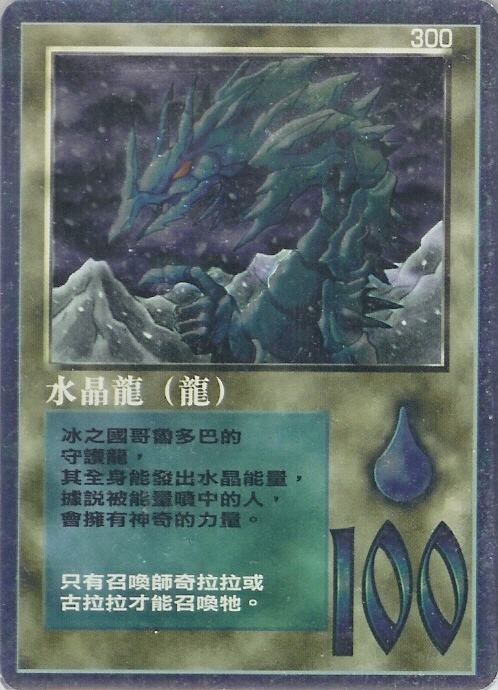 300
水晶龍（龍）
冰之國哥魯多巴的
守護龍，
其全身能發出水晶能量，
據說被能量噴中的人，
會擁有神奇的力量。
只有召喚師奇拉拉或
古拉拉才能召喚牠。
100